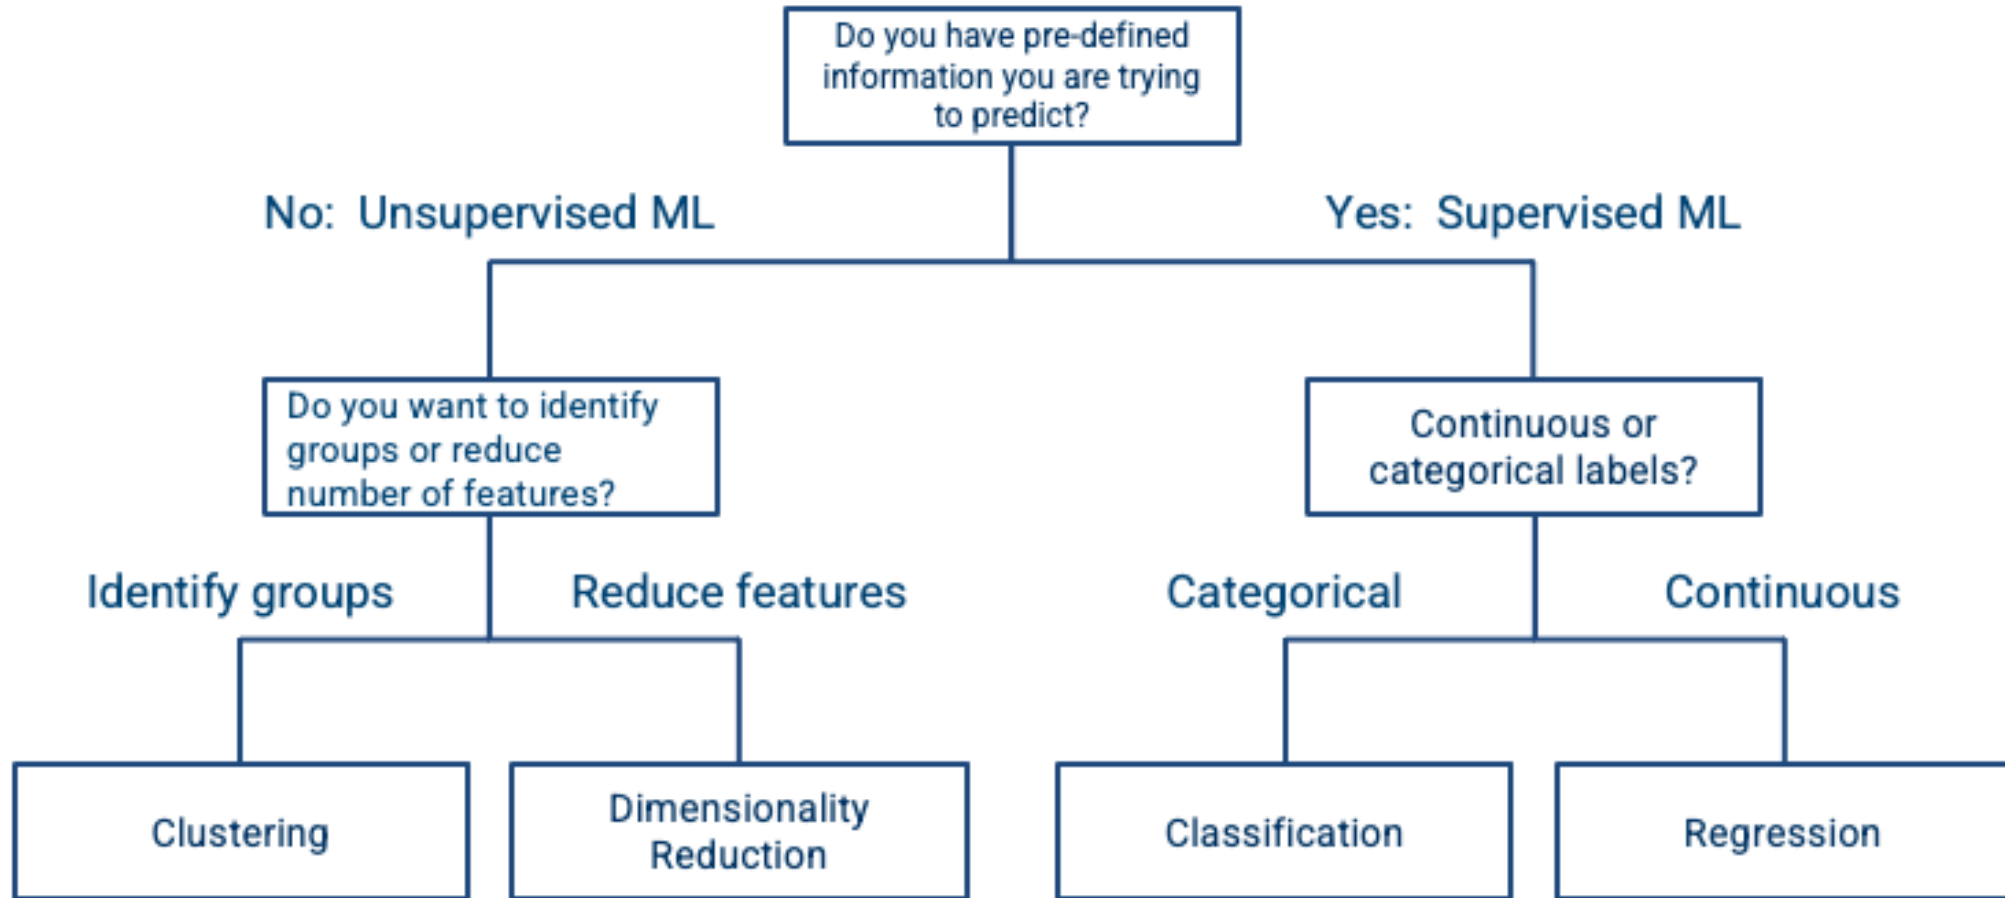 Do you have pre-defined
information you are trying
to predict?
No: Unsupervised ML
Yes: Supervised ML
Do you want to identify
groups or reduce
number of features?
Continuous or
categorical labels?
Identify groups
Reduce features
Categorical
Continuous
Clustering
Dimensionality
Reduction
Classification
Regression